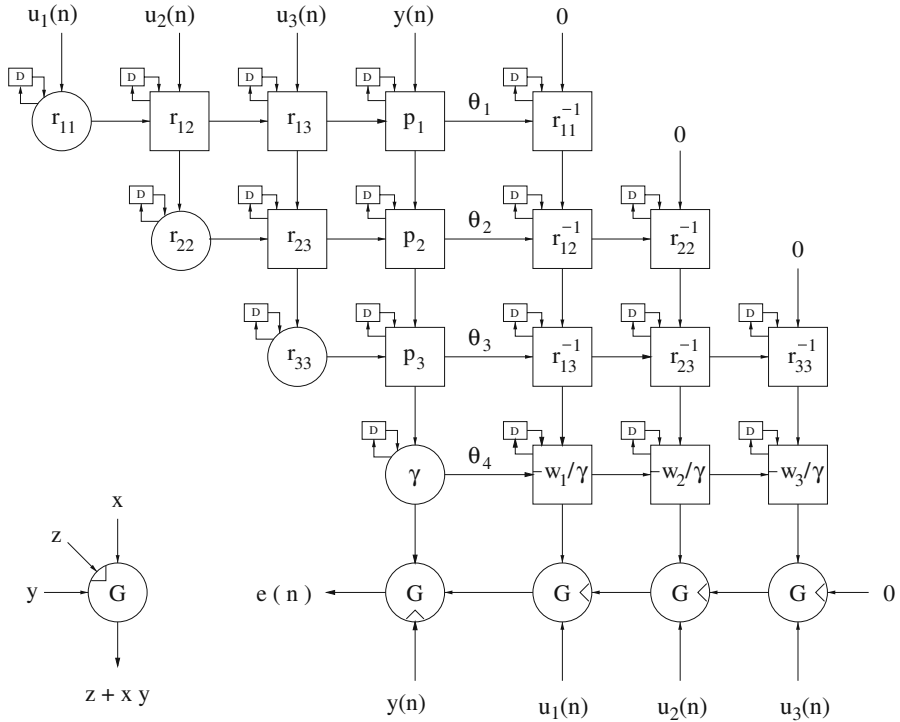 u₁(n) u₂(n) u₃(n) y(n) 0
D D D D D
r₁₁ r₁₂ r₁₃ p₁ θ₁ r₁₁⁻¹
0
D D D D D
r₂₂ r₂₃ p₂ θ₂ r₁₂⁻¹ r₂₂⁻¹
0
D D D D D
r₃₃ p₃ θ₃ r₁₃⁻¹ r₂₃⁻¹ r₃₃⁻¹
D D D D
γ θ₄ −w₁/γ −w₂/γ −w₃/γ
x
z
y G
z + x y
e ( n ) G G G G 0
y(n) u₁(n) u₂(n) u₃(n)